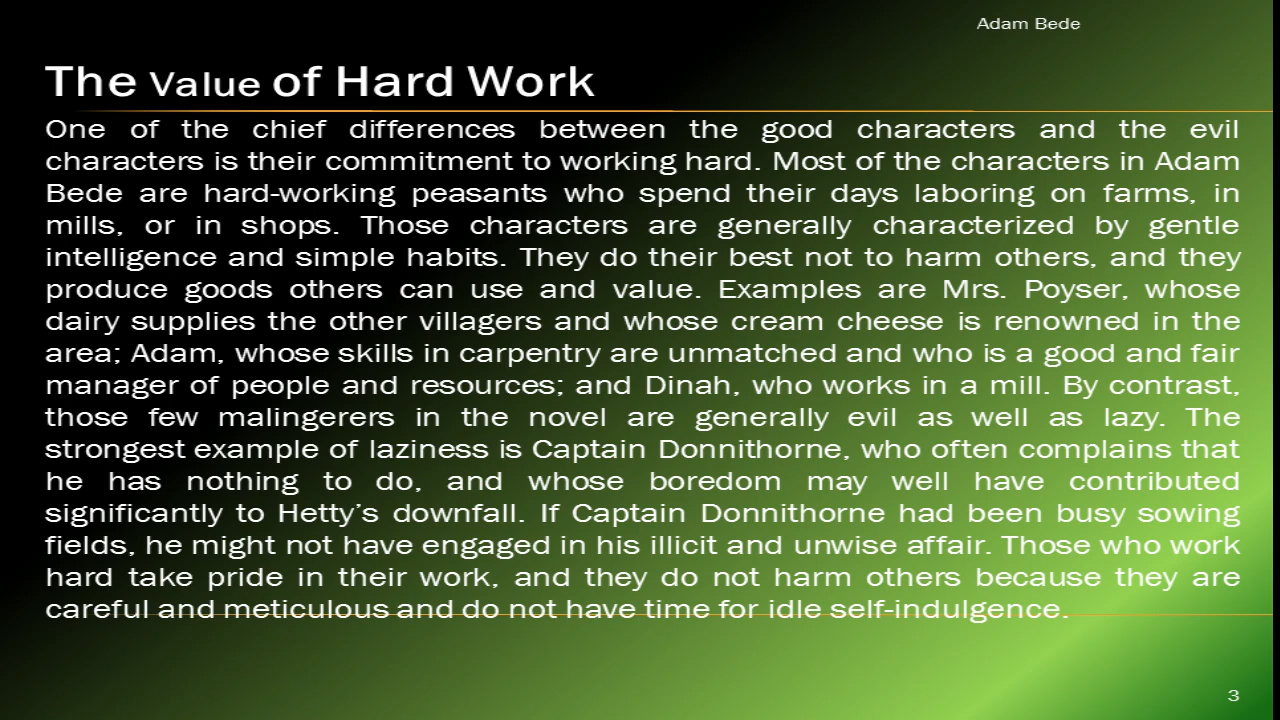 Adam Bede
The Value of Hard Work
One of the chief differences between the good characters and the evil
characters is their commitment to working hard. Most of the characters in Adam
Bede are hard-working peasants who spend their days laboring on farms, in
mills, or in shops. Those characters are generally characterized by gentle
intelligence and simple habits. They do their best not to harm others, and they
produce goods others can use and value. Examples are Mrs. Poyser, whose
dairy supplies the other villagers and whose cream cheese is renowned in the
area; Adam, whose skills in carpentry are unmatched and who is a good and fair
manager of people and resources; and Dinah, who works in a mill. By contrast,
those few malingerers in the novel are generally evil as well as lazy. The
strongest example of laziness is Captain Donnithorne, who often complains that
he has nothing to do, and whose boredom may well have contributed
significantly to Hetty’s downfall. If Captain Donnithorne had been busy sowing
fields, he might not have engaged in his illicit and unwise affair. Those who work
hard take pride in their work, and they do not harm others because they are
careful and meticulous and do not have time for idle self-indulgence.
3